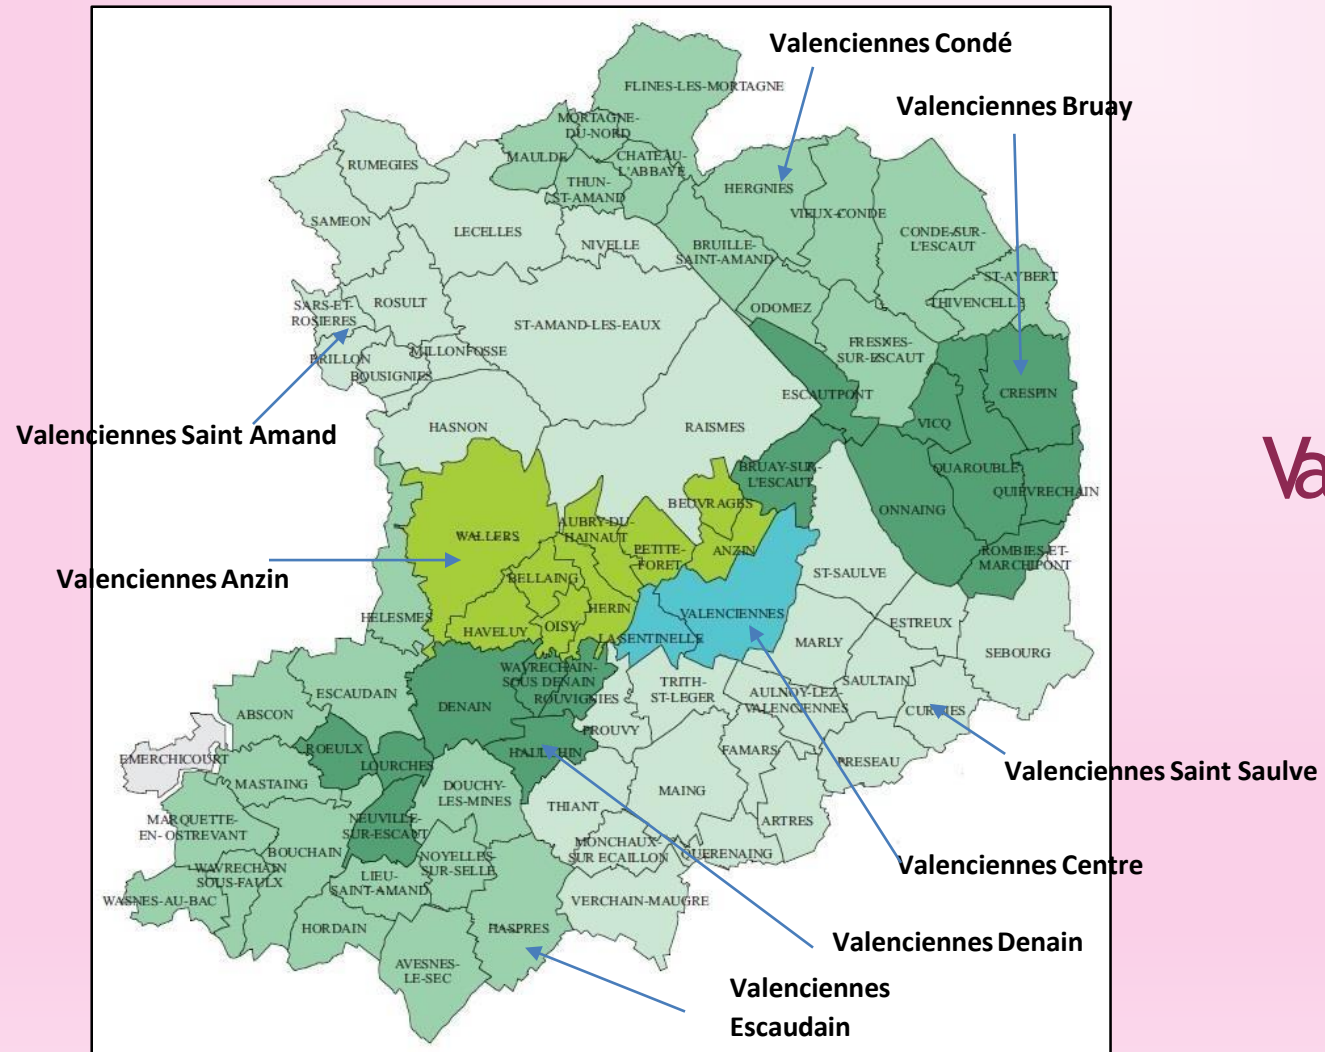 Valenciennes Condé
FLINES-LES-MORTAGNE
Valenciennes Bruay
MORTAGNE-
DU-NORD
MAULDE
CHATEAU-
L'ABBAYE
RUMEGIES
THUN-
ST-AMAND
HERGNIES
VIEUX-CONDE
SAMEON
LECELLES
NIVELLE
BRUILLE-
SAINT-AMAND
CONDE-SUR-
L'ESCAUT
ST-AYBERT
THIVENCELLE
SARS-ET-
ROSIERES
ROSULT
ODOMEZ
ST-AMAND-LES-EAUX
BRILLON
MILLONFOSSE
BOUSIGNIES
FRESNES-
SUR-ESCAUT
ESCAUTPONT
CRESPIN
Valenciennes Saint Amand
HASNON
RAISMES
VICQ
BRUAY-SUR-
L'ESCAUT
QUAROUBLE
QUIEVRECHAIN
Va
BEUVRAGES
ONNAING
WALLERS
AUBRY-DU-
HAINAUT
PETITE-
FORET
ANZIN
ROMBIES-ET-
MARCHIPONT
Valenciennes Anzin
BELLAING
ST-SAULVE
HELESMES
HAVELUY
OISY
HERIN
LA SENTINELLE
VALENCIENNES
MARLY
ESTREUX
SEBOURG
ESCAUDAIN
WAVRECHAIN-
SOUS DENAIN
ROUVIGNIES
TRITH-
ST-LEGER
AULNOY-LEZ-
VALENCIENNES
SAULTAIN
CURGIES
ABSCON
DENAIN
PROUVY
EMERCHICOURT
ROEULX
LOURCHES
HAULCHIN
FAMARS
PRESEAU
Valenciennes Saint Saulve
MASTAING
DOUCHY-
LES-MINES
THIANT
MAING
MARQUETTE-
EN- OSTREVANT
NEUVILLE-
SUR-ESCAUT
ARTRES
BOUCHAIN
NOYELLES-
SUR-SELLE
MONCHAUX-
SUR ECAILLON
QUERENAING
Valenciennes Centre
WAVRECHAIN
SOUS-FAULX
LIEU-
SAINT-AMAND
WASNES-AU-BAC
VERCHAIN-MAUGRE
HORDAIN
HASPRES
Valenciennes Denain
AVESNES-
LE-SEC
Valenciennes
Escaudain